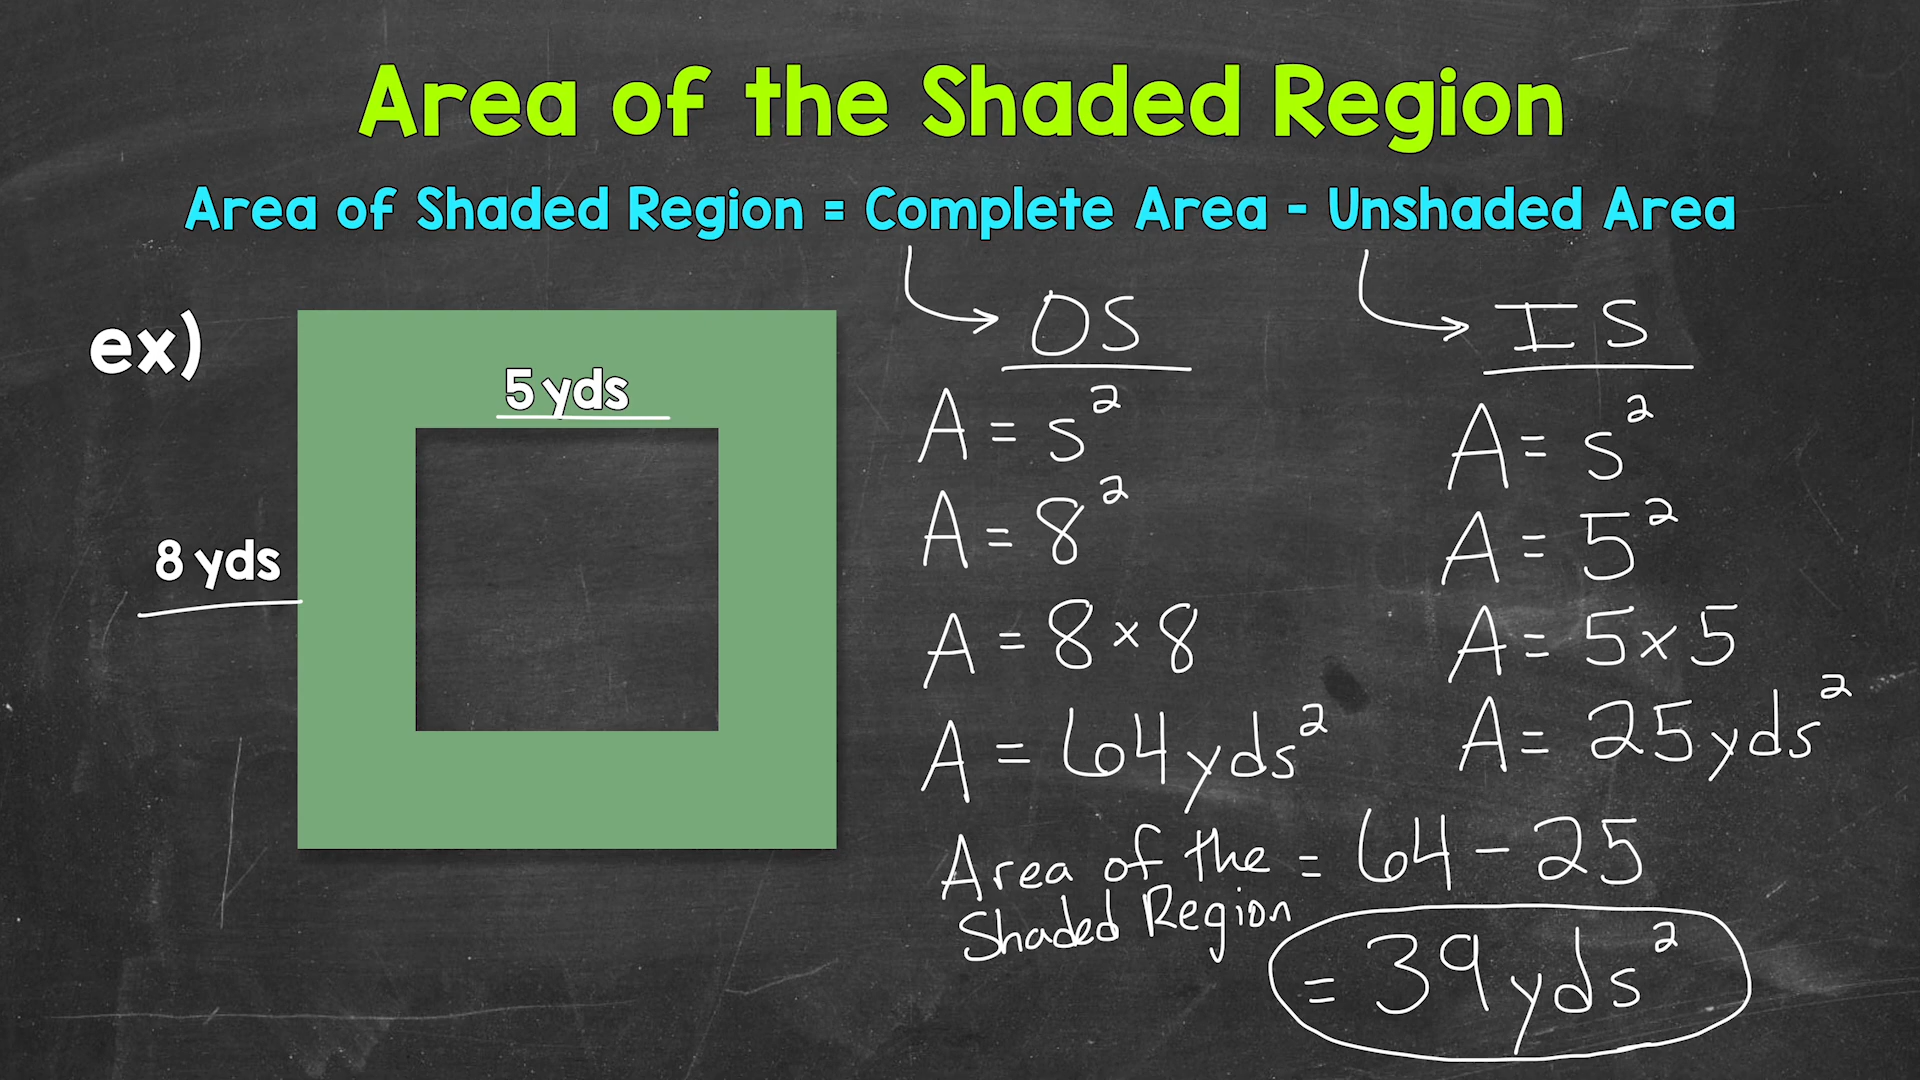 Area of the Shaded Region
Area of Shaded Region = Complete Area - Unshaded Area
ex)
5 yds
8 yds
OS
A = s²
A = 8²
A = 8 × 8
A = 64 yds²
IS
A = s²
A = 5²
A = 5 × 5
A = 25 yds²
Area of the = 64 - 25
Shaded Region
= 39 yds²